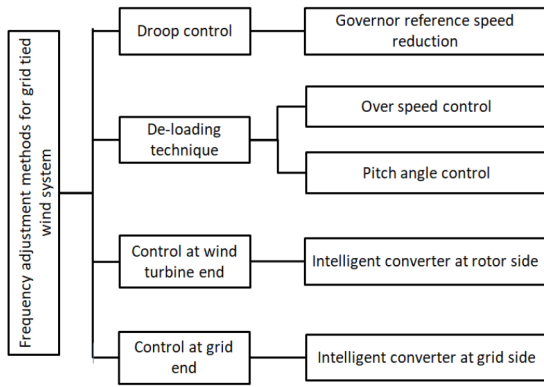 Frequency adjustment methods for grid tied
wind system
Droop control
Governor reference speed
reduction
De-loading
technique
Over speed control
Pitch angle control
Control at wind
turbine end
Intelligent converter at rotor side
Control at grid
end
Intelligent converter at grid side